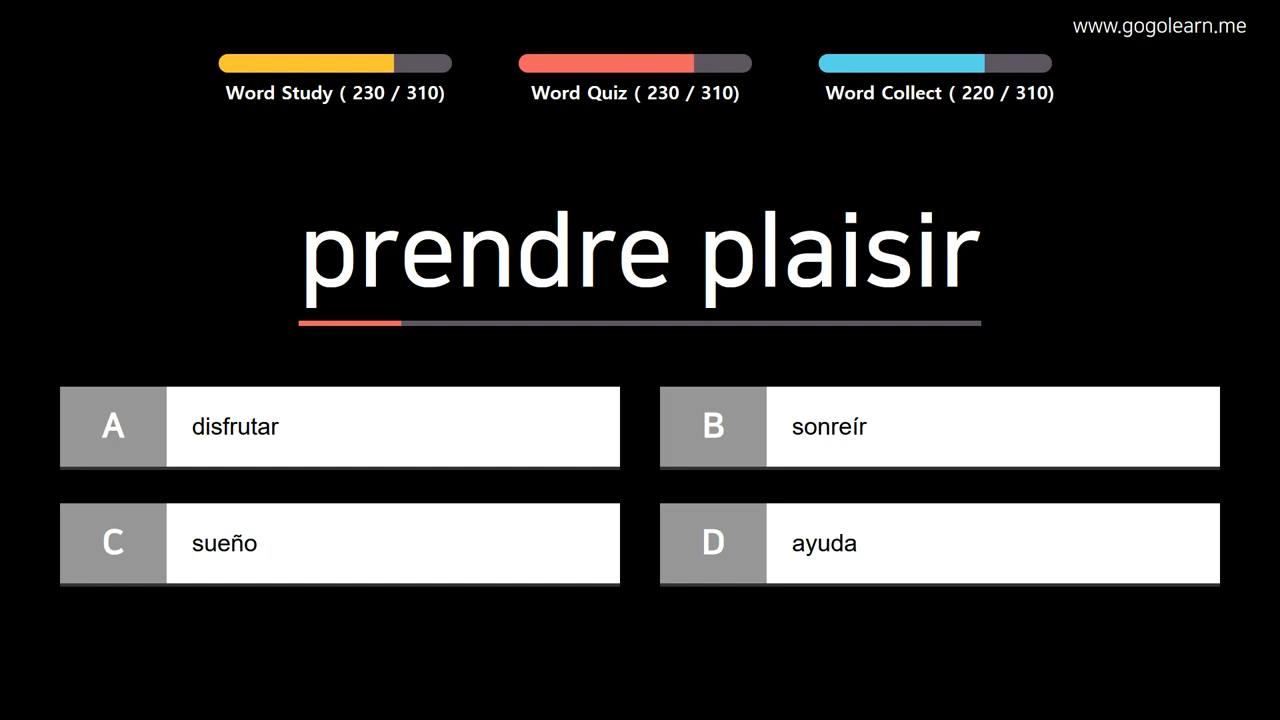 www.gogolearn.me
Word Study ( 230 / 310)
Word Quiz ( 230 / 310)
Word Collect ( 220 / 310)
prendre plaisir
A disfrutar
B sonreír
C sueño
D ayuda